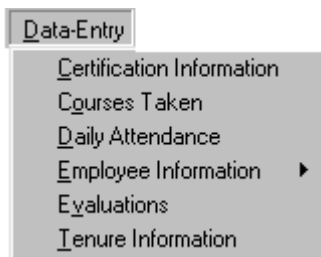 Data-Entry
Certification Information
Courses Taken
Daily Attendance
Employee Information
Evaluations
Tenure Information